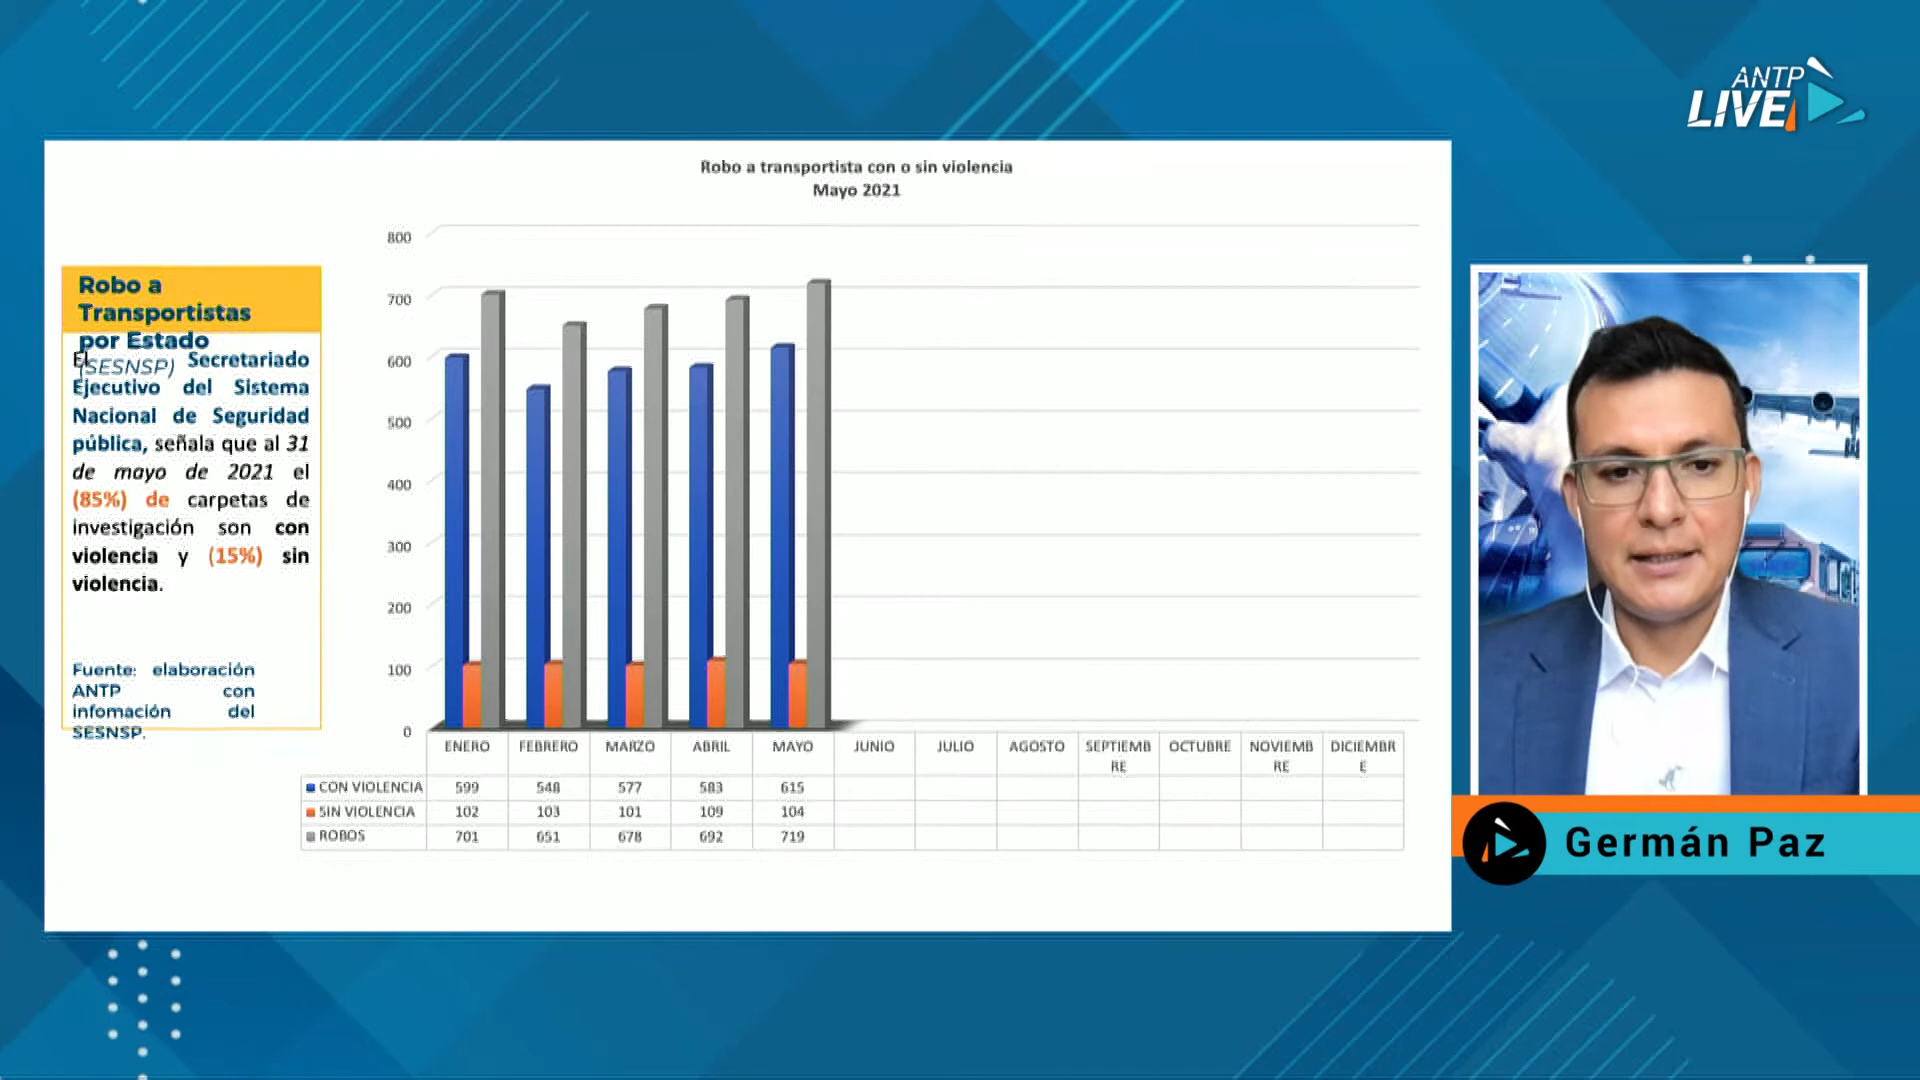 ANTP
LIVE
Robo a transportista con o sin violencia
Mayo 2021
Robo a
Transportistas
por Estado
(SESNSP)
El Secretariado
Ejecutivo del Sistema
Nacional de Seguridad
pública, señala que al 31
de mayo de 2021 el
(85%) de carpetas de
investigación son con
violencia y (15%) sin
violencia.
Fuente: elaboración
ANTP con
infomación del
SESNSP.
800
700
600
500
400
300
200
100
0
ENERO FEBRERO MARZO ABRIL MAYO JUNIO JULIO AGOSTO SEPTIEMB OCTUBRE NOVIEMB DICIEMBR
RE RE E
CON VIOLENCIA 599 548 577 583 615
SIN VIOLENCIA 102 103 101 109 104
ROBOS 701 651 678 692 719
Germán Paz